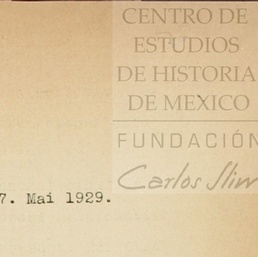 CENTRO DE
ESTUDIOS
DE HISTORIA
DE MEXICO
FUNDACIÓN
Carlos Slim
7. Mai 1929.